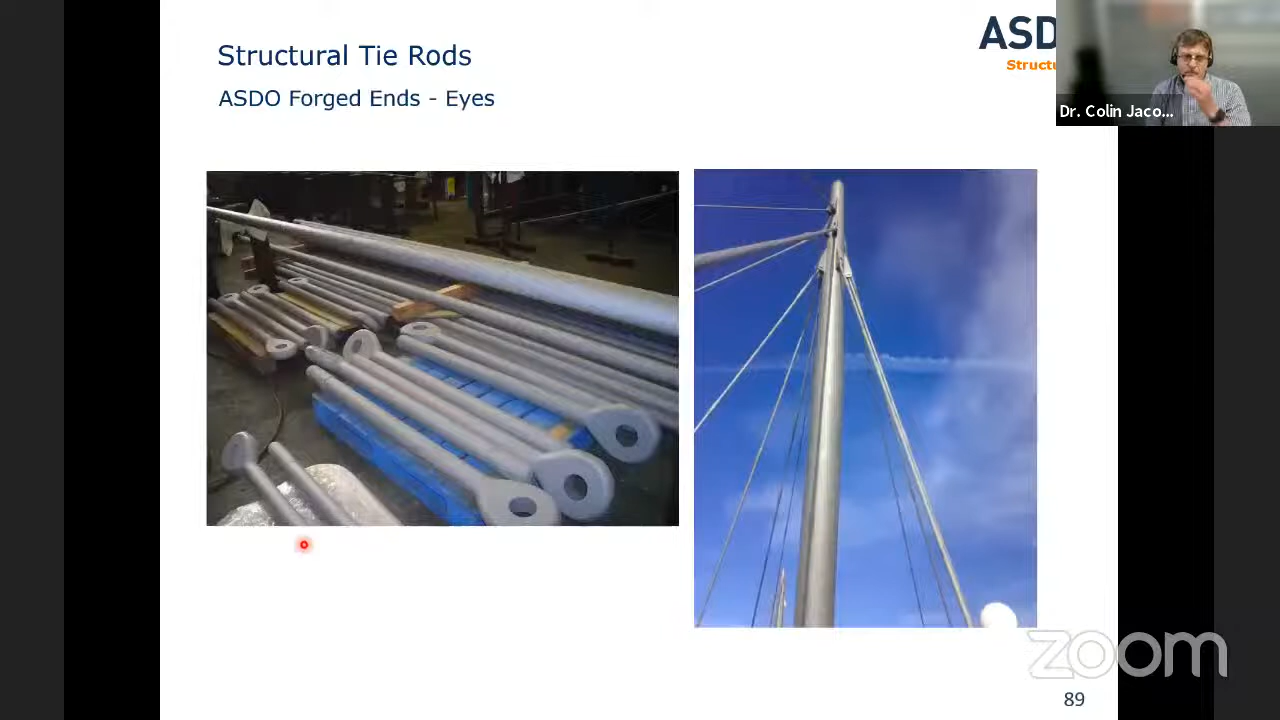 Structural Tie Rods
ASDO Forged Ends - Eyes
ASD
Structu
Dr. Colin Jaco...
zoom
89